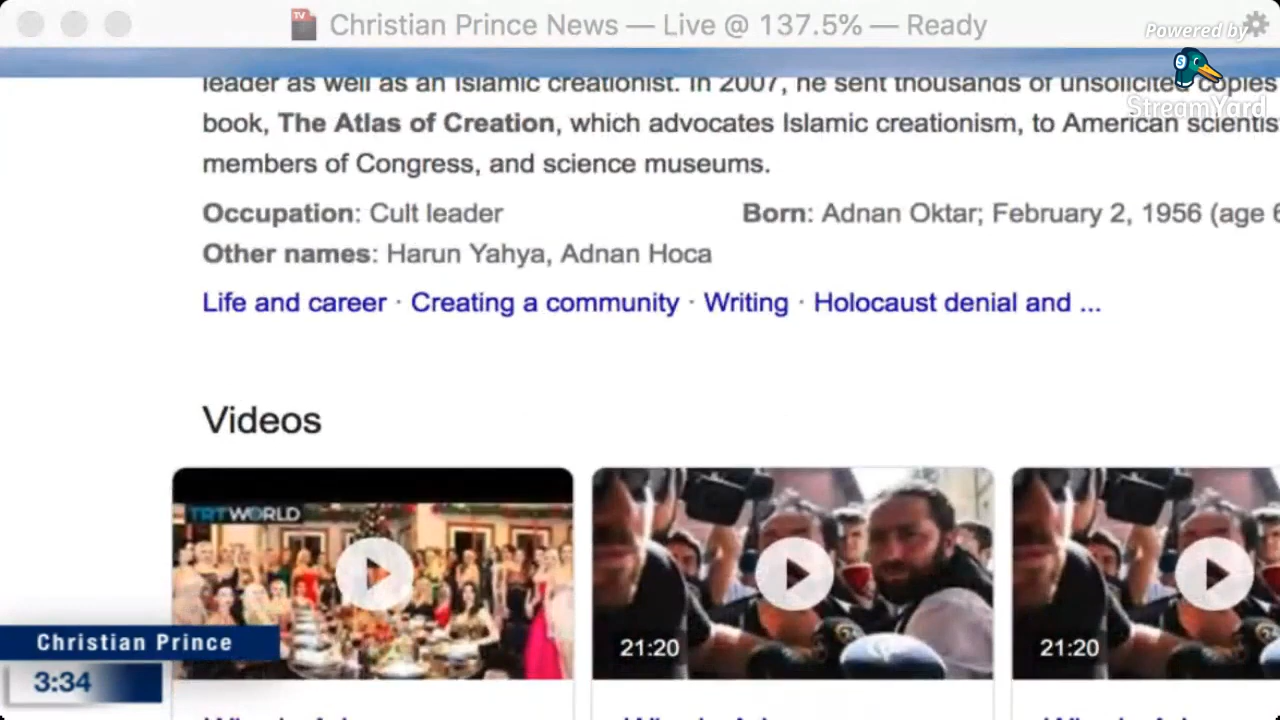 Christian Prince News — Live @ 137.5% — Ready
Powered by
StreamYard
leader as well as an Islamic creationist. In 2007, he sent thousands of unsolicited copies
book, The Atlas of Creation, which advocates Islamic creationism, to American scientis
members of Congress, and science museums.
Occupation: Cult leader
Born: Adnan Oktar; February 2, 1956 (age 6
Other names: Harun Yahya, Adnan Hoca
Life and career · Creating a community · Writing · Holocaust denial and ...
Videos
TRT WORLD
21:20
21:20
Christian Prince
3:34